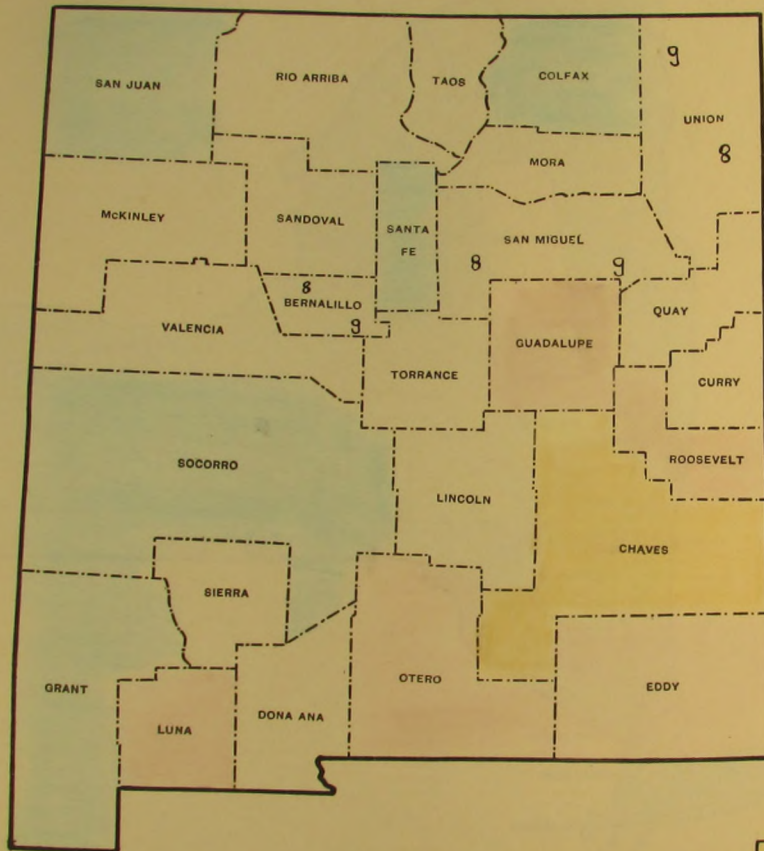 SAN JUAN
RIO ARRIBA
TAOS
COLFAX
9
UNION
8
MORA
McKINLEY
SANDOVAL
SANTA
FE
SAN MIGUEL
8
9
8
BERNALILLO
9
VALENCIA
QUAY
GUADALUPE
TORRANCE
CURRY
ROOSEVELT
SOCORRO
LINCOLN
CHAVES
SIERRA
GRANT
OTERO
EDDY
DONA ANA
LUNA